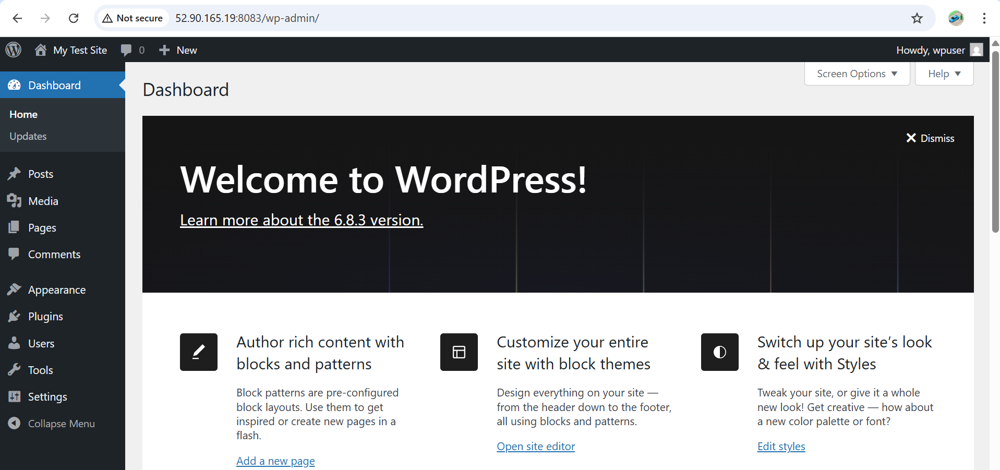 Not secure 52.90.165.19:8083/wp-admin/
My Test Site 0 New Howdy, wpuser
Screen Options Help
Dashboard
Home
Updates
Posts
Media
Pages
Comments
Appearance
Plugins
Users
Tools
Settings
Collapse Menu
Dashboard
Dismiss
Welcome to WordPress!
Learn more about the 6.8.3 version.
Author rich content with
blocks and patterns
Block patterns are pre-configured
block layouts. Use them to get
inspired or create new pages in a
flash.
Add a new page
Customize your entire
site with block themes
Design everything on your site —
from the header down to the footer,
all using blocks and patterns.
Open site editor
Switch up your site’s look
& feel with Styles
Tweak your site, or give it a whole
new look! Get creative — how about
a new color palette or font?
Edit styles